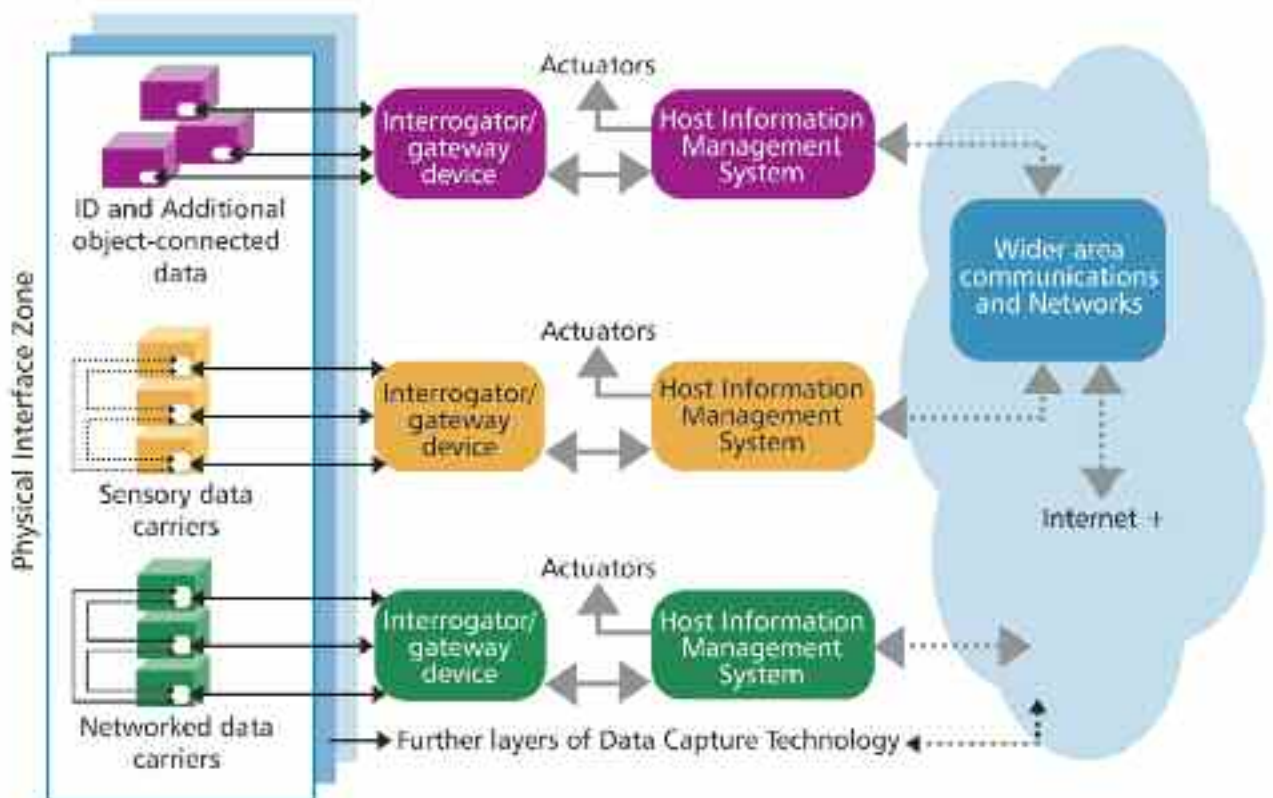 Physical Interface Zone
ID and Additional
object-connected
data
Interrogator/
gateway
device
Actuators
Host Information
Management
System
Wider area
communications
and Networks
Sensory data
carriers
Interrogator/
gateway
device
Actuators
Host Information
Management
System
Internet +
Networked data
carriers
Interrogator/
gateway
device
Actuators
Host Information
Management
System
Further layers of Data Capture Technology